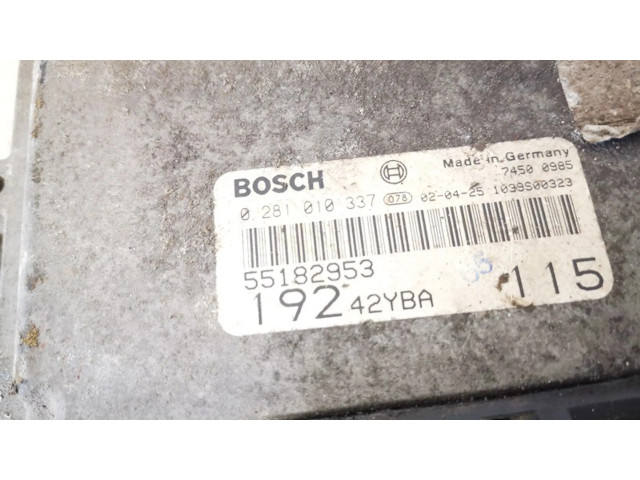 BOSCH Made in Germany
7450 0985
0 281 010 337 078 02-04-25 1039S00323
55182953
192 42YBA 115